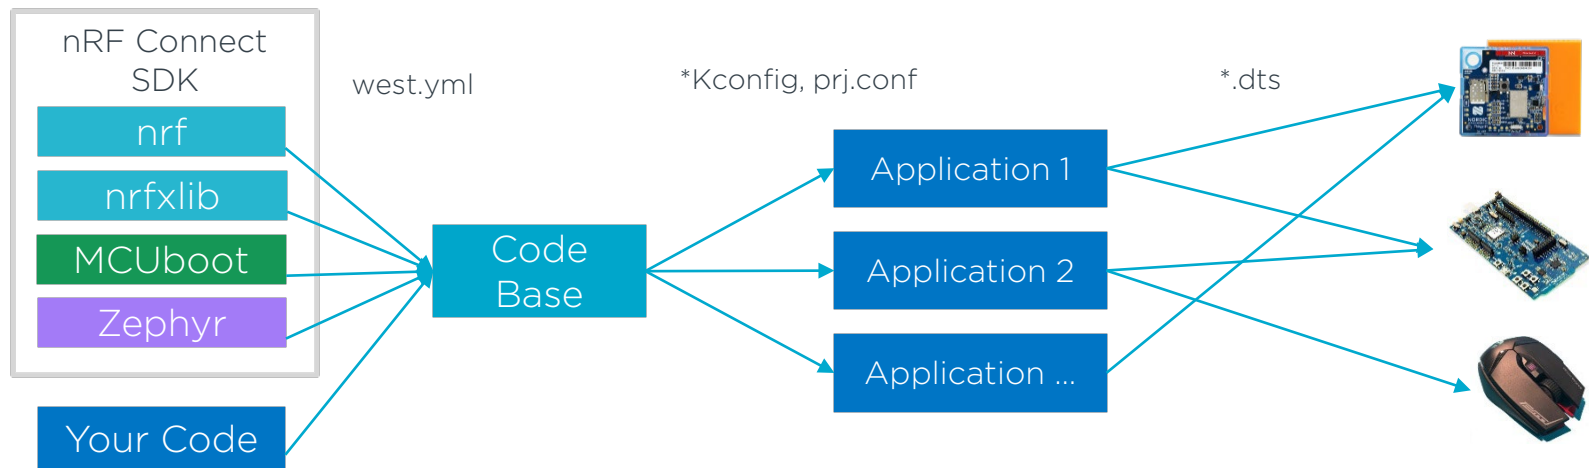 nRF Connect
SDK
west.yml
*Kconfig, prj.conf
*.dts
nrf
nrfxlib
MCUboot
Zephyr
Your Code
Code
Base
Application 1
Application 2
Application ...
NORDIC